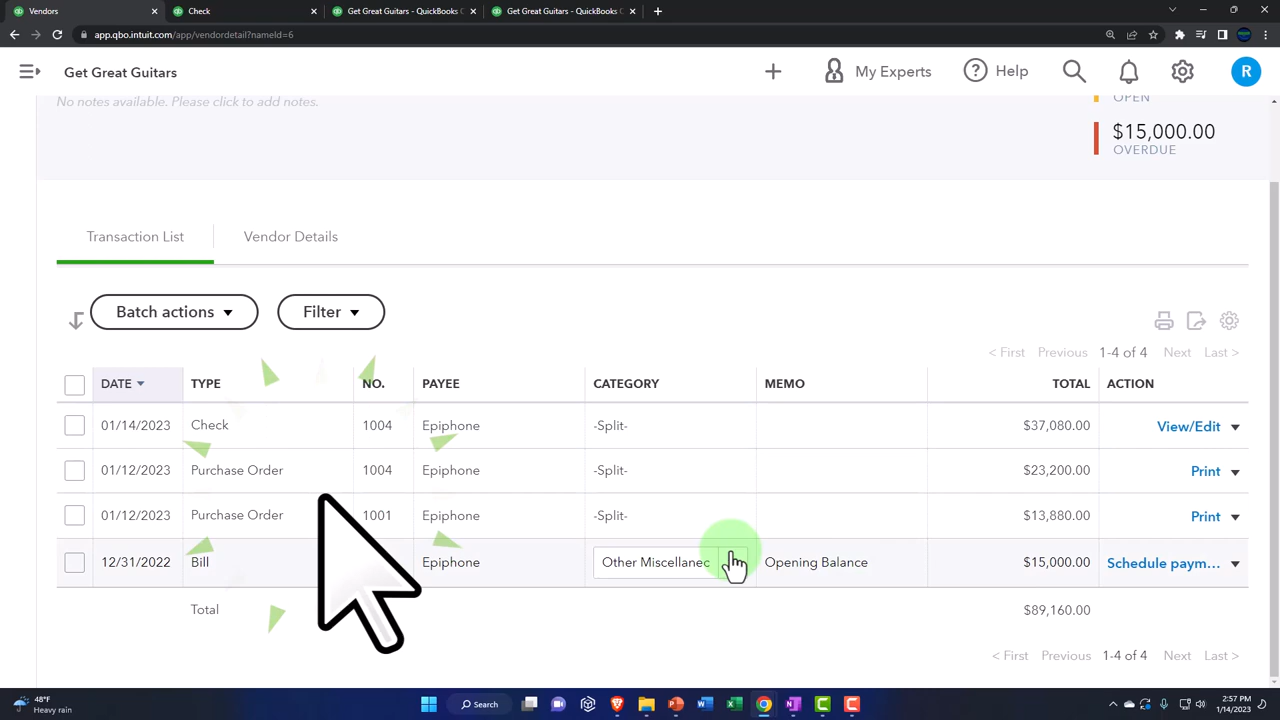 Vendors
Check
Get Great Guitars - QuickBooks C
Get Great Guitars - QuickBooks C
app.qbo.intuit.com/app/vendordetail?nameId=6
Get Great Guitars
My Experts
Help
R
No notes available. Please click to add notes.
OPEN
$15,000.00
OVERDUE
Transaction List
Vendor Details
Batch actions
Filter
< First Previous 1-4 of 4 Next Last >
DATE TYPE NO. PAYEE CATEGORY MEMO TOTAL ACTION
01/14/2023 Check 1004 Epiphone -Split- $37,080.00 View/Edit
01/12/2023 Purchase Order 1004 Epiphone -Split- $23,200.00 Print
01/12/2023 Purchase Order 1001 Epiphone -Split- $13,880.00 Print
12/31/2022 Bill Epiphone Other Miscellanec Opening Balance $15,000.00 Schedule paym...
Total $89,160.00
< First Previous 1-4 of 4 Next Last >
48°F
Heavy rain
Search
2:57 PM
1/14/2023